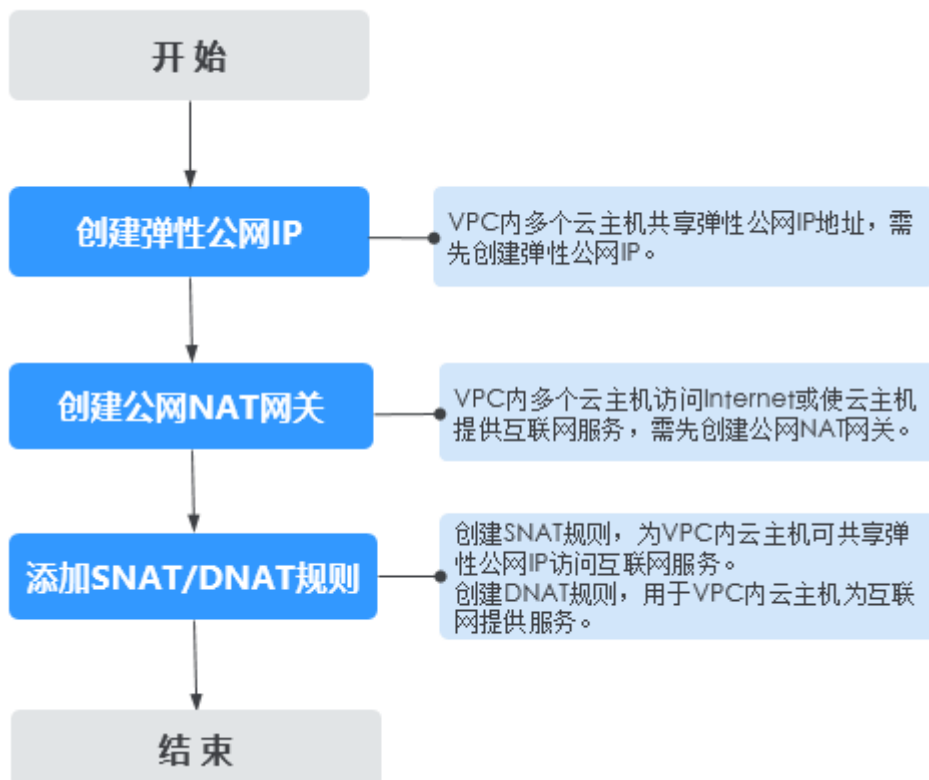 开 始
创建弹性公网IP
VPC内多个云主机共享弹性公网IP地址，需
先创建弹性公网IP。
创建公网NAT网关
VPC内多个云主机访问Internet或使云主机
提供互联网服务，需先创建公网NAT网关。
添加SNAT/DNAT规则
创建SNAT规则，为VPC内云主机可共享弹
性公网IP访问互联网服务。
创建DNAT规则，用于VPC内云主机为互联
网提供服务。
结 束